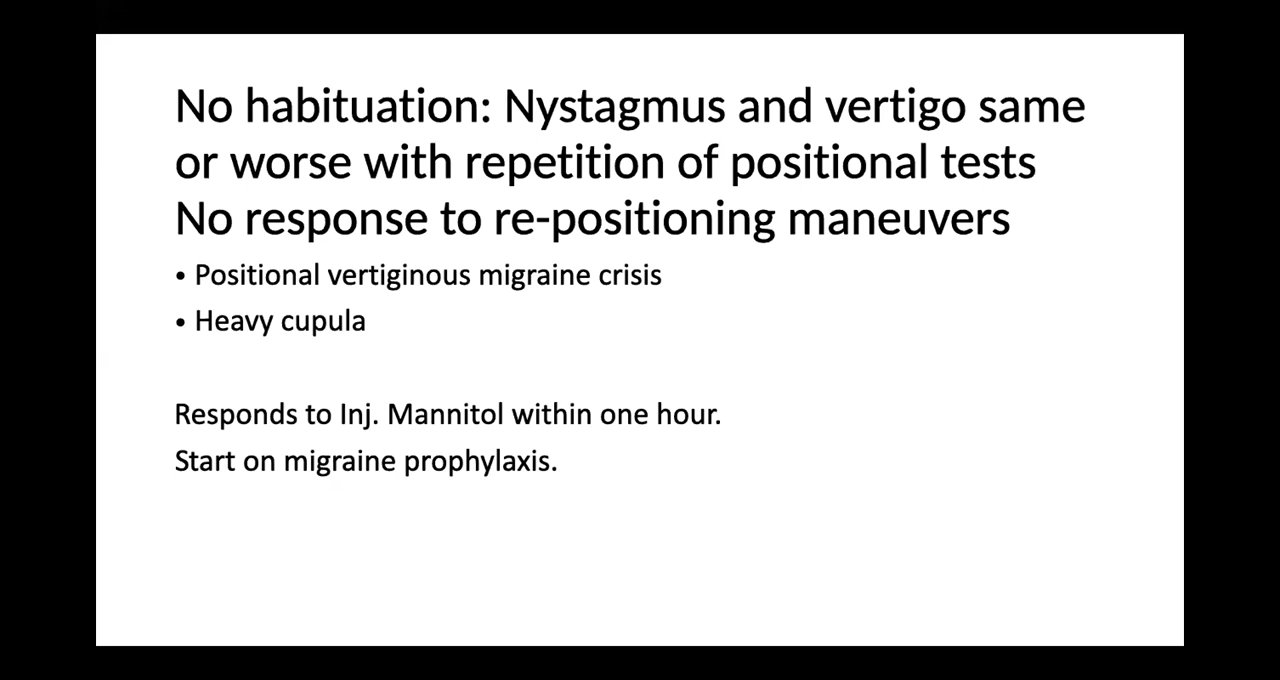 No habituation: Nystagmus and vertigo same
or worse with repetition of positional tests
No response to re-positioning maneuvers
• Positional vertiginous migraine crisis
• Heavy cupula
Responds to Inj. Mannitol within one hour.
Start on migraine prophylaxis.